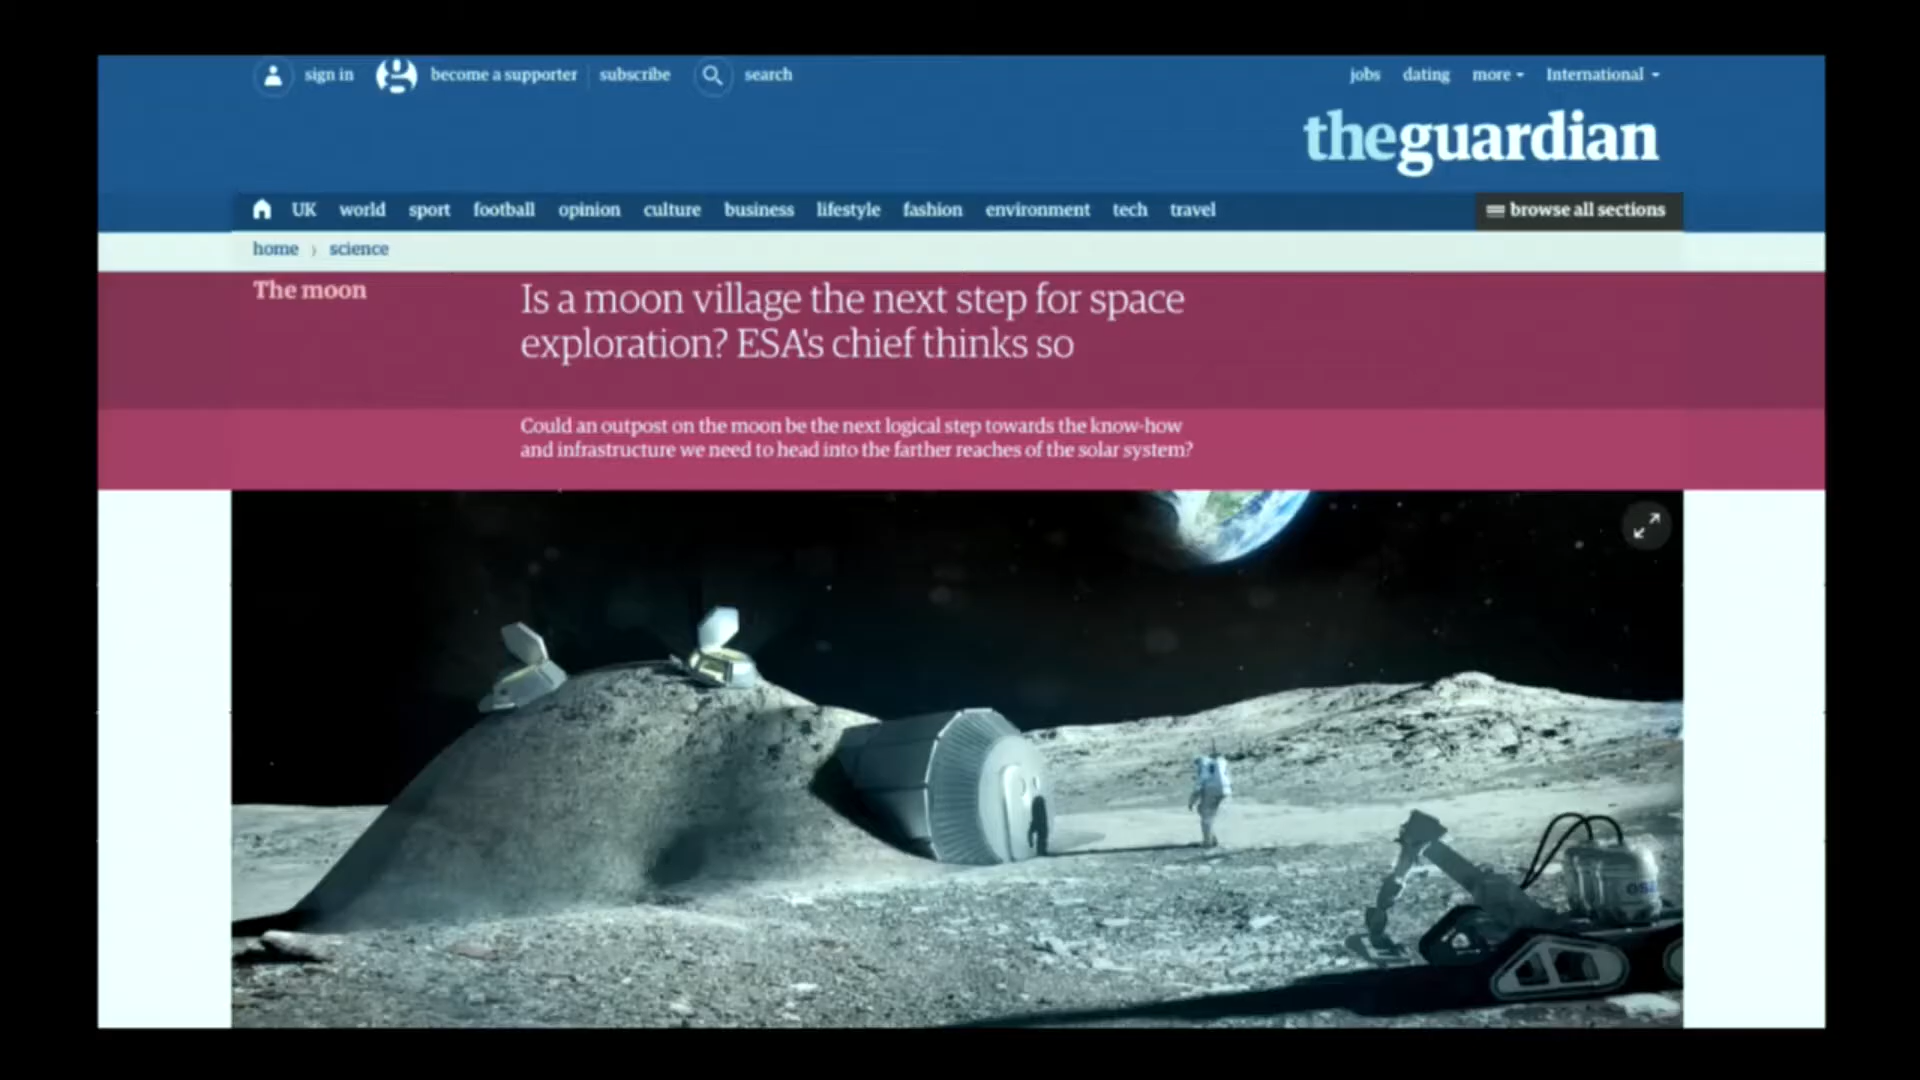 sign in become a supporter subscribe search jobs dating more International
theguardian
UK world sport football opinion culture business lifestyle fashion environment tech travel browse all sections
home › science
The moon
Is a moon village the next step for space
exploration? ESA's chief thinks so
Could an outpost on the moon be the next logical step towards the know-how
and infrastructure we need to head into the farther reaches of the solar system?